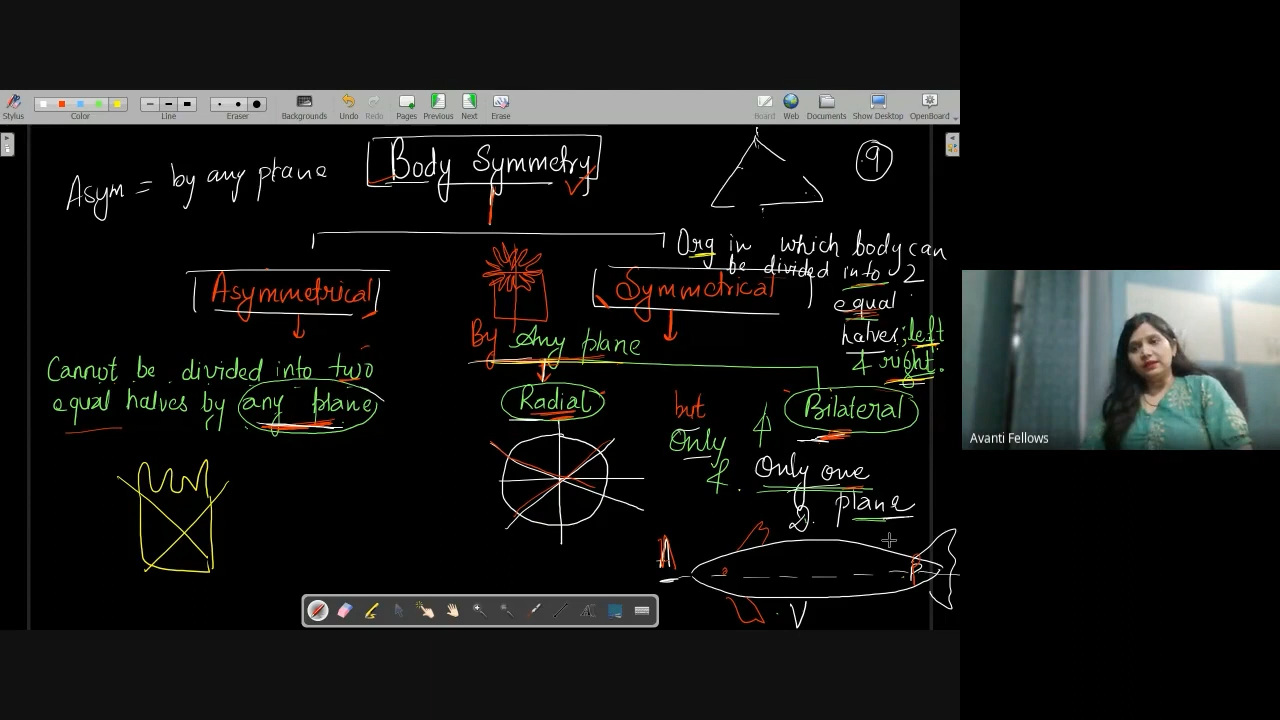 Stylus
Color
Line
Eraser
Backgrounds
Undo
Redo
Pages
Previous
Next
Erase
Board
Web
Documents
Show Desktop
OpenBoard
Asym = by any plane
Body Symmetry
9
Asymmetrical
Symmetrical
Org in which body can
be divided into 2
equal
halves; left
& right.
Cannot be divided into two
equal halves by any plane
By Any plane
Radial
but
Only
&
Bilateral
Only one
plane
D.
A
P
V
Avanti Fellows